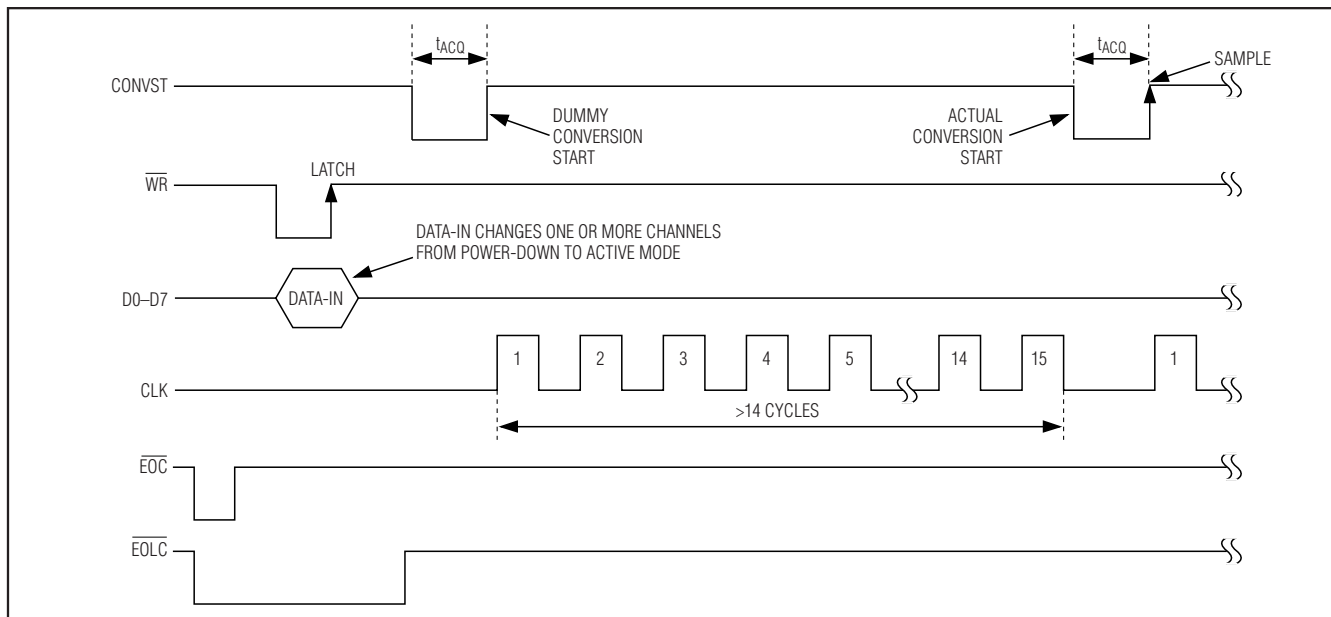 tACQ
tACQ
SAMPLE
CONVST
DUMMY
CONVERSION
START
ACTUAL
CONVERSION
START
LATCH
WR
DATA-IN CHANGES ONE OR MORE CHANNELS
FROM POWER-DOWN TO ACTIVE MODE
D0–D7
DATA-IN
1 2 3 4 5 14 15 1
CLK
>14 CYCLES
EOC
EOLC